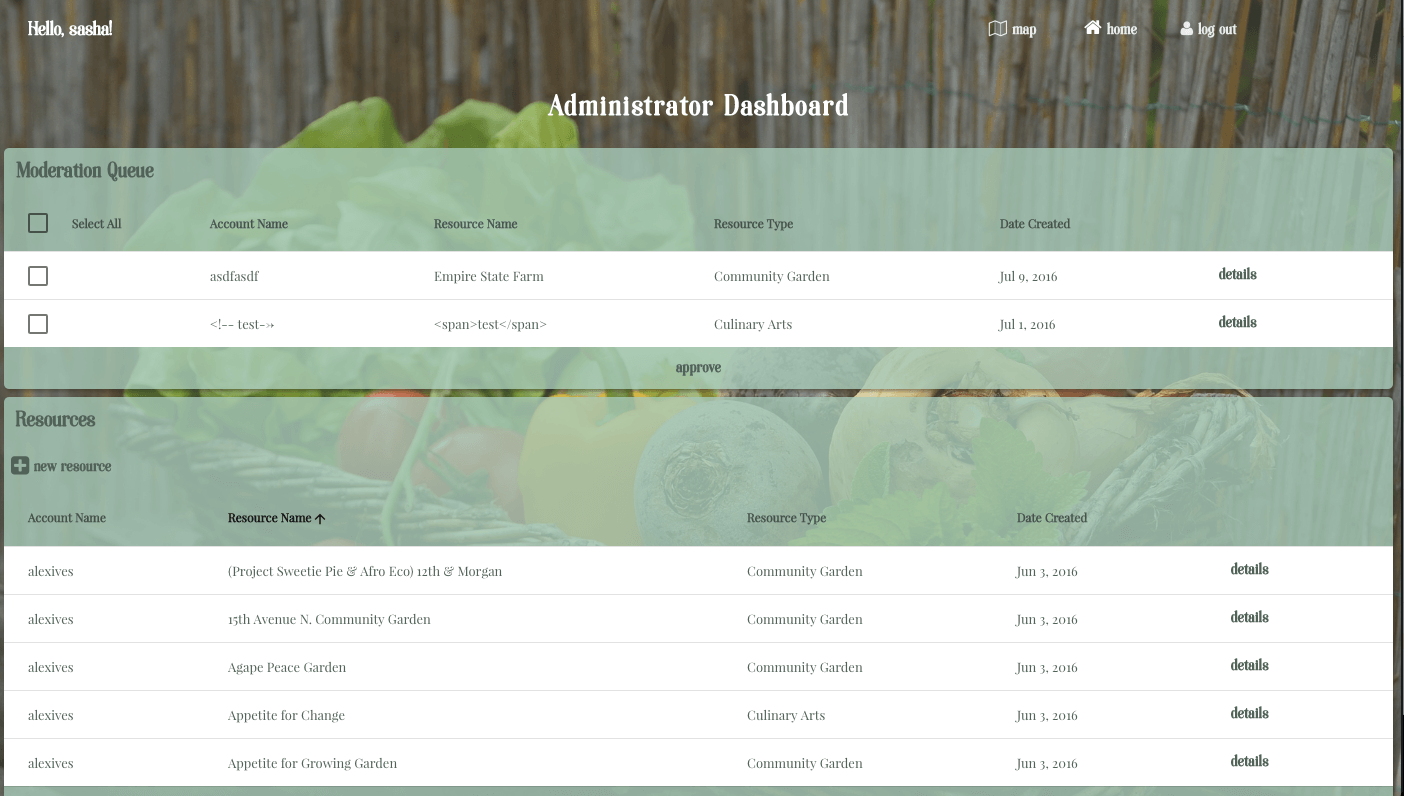 Hello, sasha! map home log out
Administrator Dashboard
Moderation Queue
Select All Account Name Resource Name Resource Type Date Created
asdfasdf Empire State Farm Community Garden Jul 9, 2016 details
<!-- test--> <span>test</span> Culinary Arts Jul 1, 2016 details
approve
Resources
new resource
Account Name Resource Name Resource Type Date Created
alexives (Project Sweetie Pie & Afro Eco) 12th & Morgan Community Garden Jun 3, 2016 details
alexives 15th Avenue N. Community Garden Community Garden Jun 3, 2016 details
alexives Agape Peace Garden Community Garden Jun 3, 2016 details
alexives Appetite for Change Culinary Arts Jun 3, 2016 details
alexives Appetite for Growing Garden Community Garden Jun 3, 2016 details